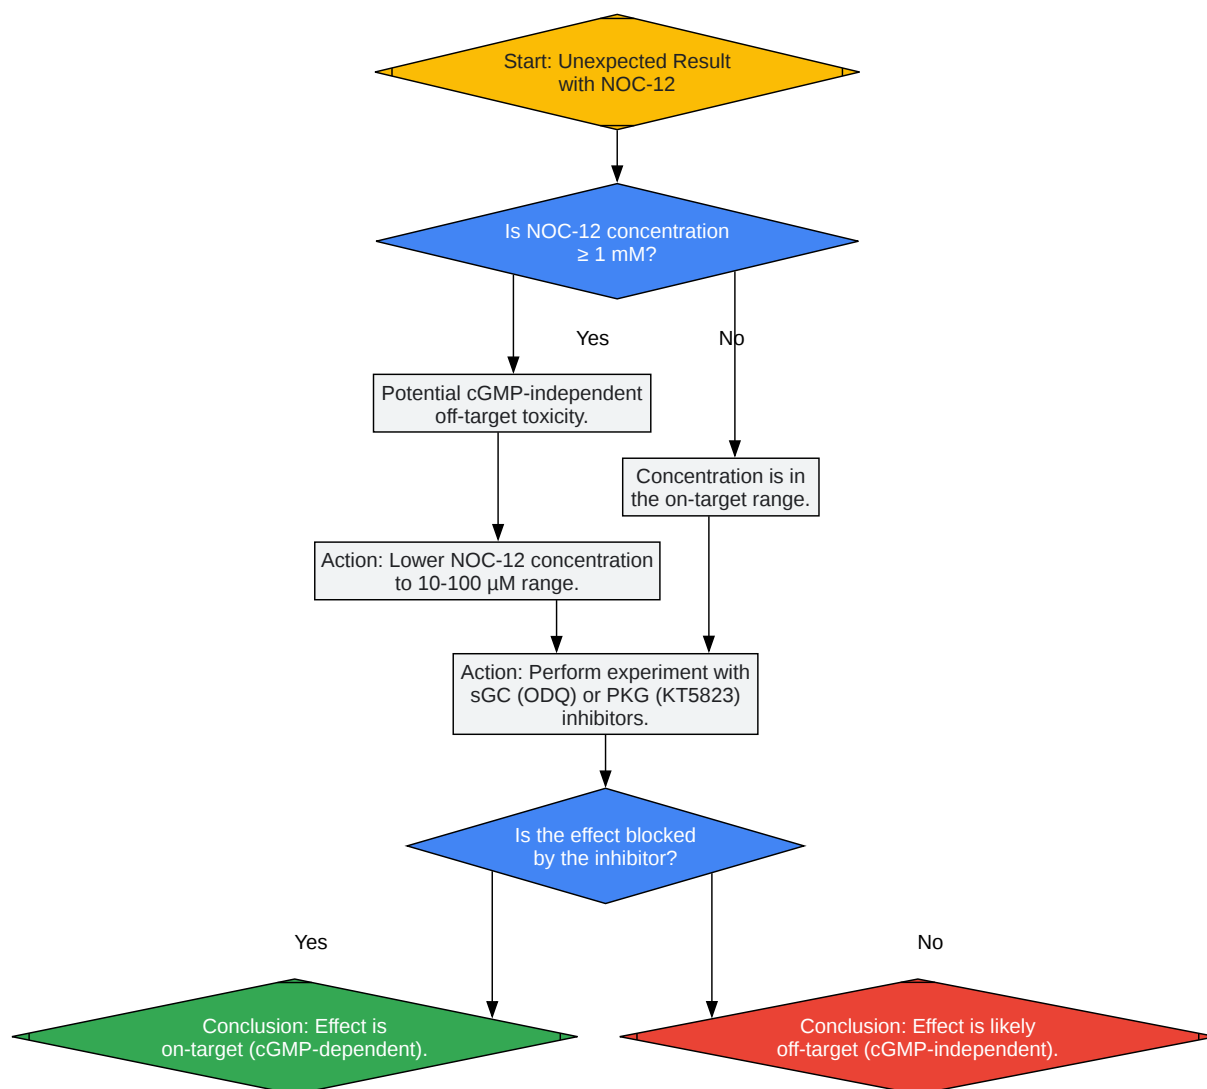 Start: Unexpected Result
with NOC-12
Is NOC-12 concentration
≥ 1 mM?
Yes
No
Potential cGMP-independent
off-target toxicity.
Concentration is in
the on-target range.
Action: Lower NOC-12 concentration
to 10-100 µM range.
Action: Perform experiment with
sGC (ODQ) or PKG (KT5823)
inhibitors.
Is the effect blocked
by the inhibitor?
Yes
No
Conclusion: Effect is
on-target (cGMP-dependent).
Conclusion: Effect is likely
off-target (cGMP-independent).